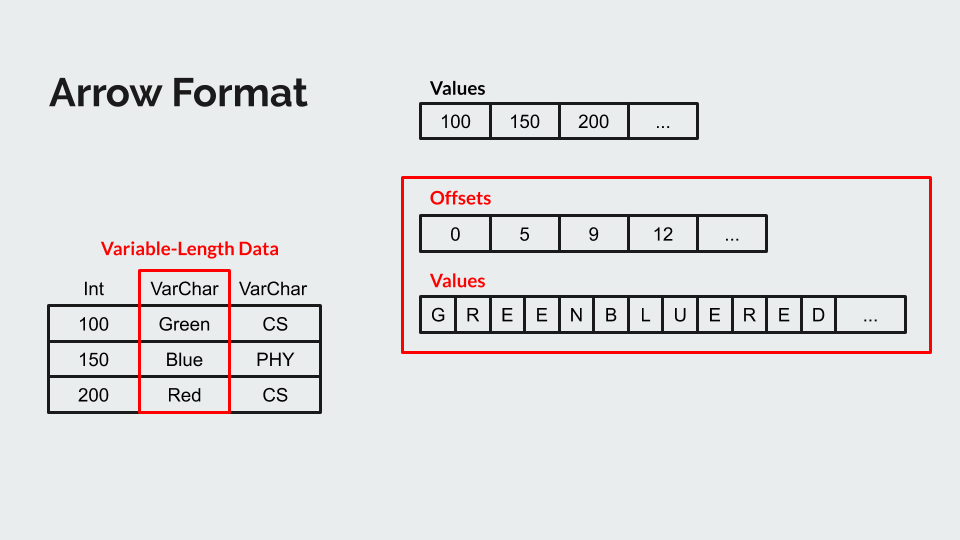 Arrow Format
Values
100 150 200 ...
Offsets
0 5 9 12 ...
Values
G R E E N B L U E R E D ...
Variable-Length Data
Int VarChar VarChar
100 Green CS
150 Blue PHY
200 Red CS